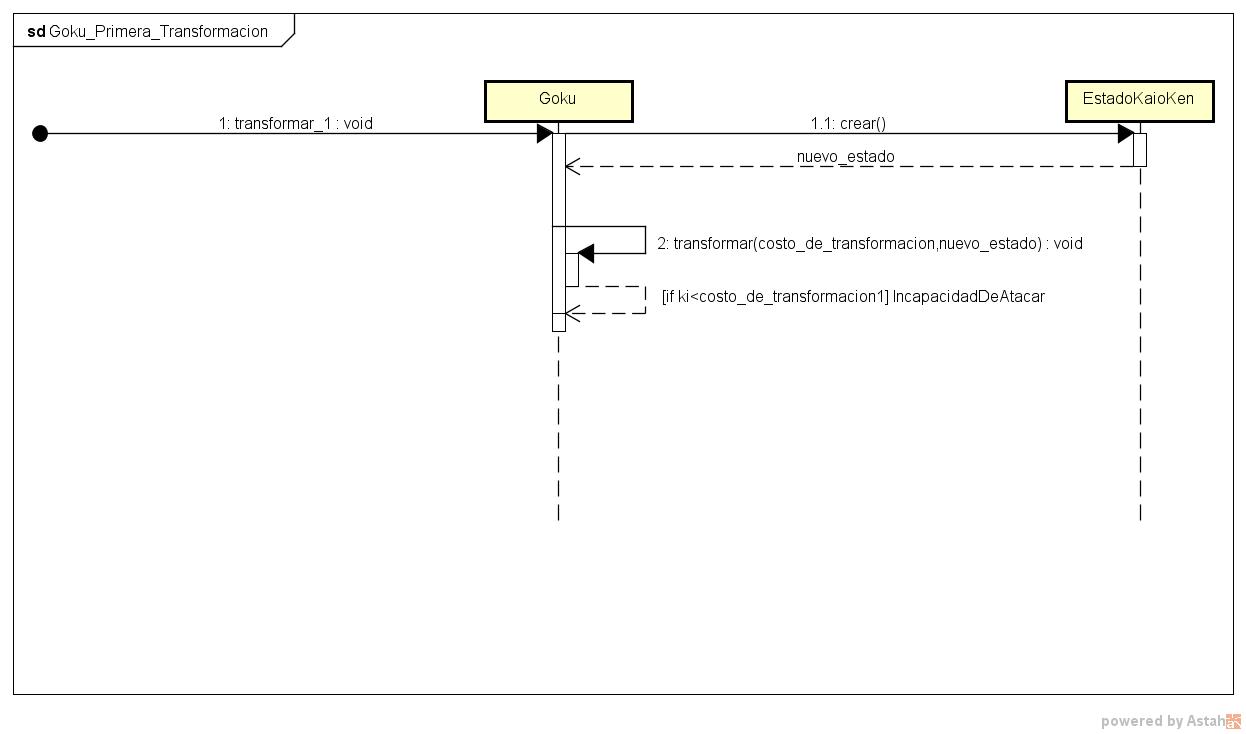 sd Goku_Primera_Transformacion
Goku
EstadoKaioKen
1: transformar_1 : void
1.1: crear()
nuevo_estado
2: transformar(costo_de_transformacion,nuevo_estado) : void
[if ki<costo_de_transformacion1] IncapacidadDeAtacar
powered by Astah